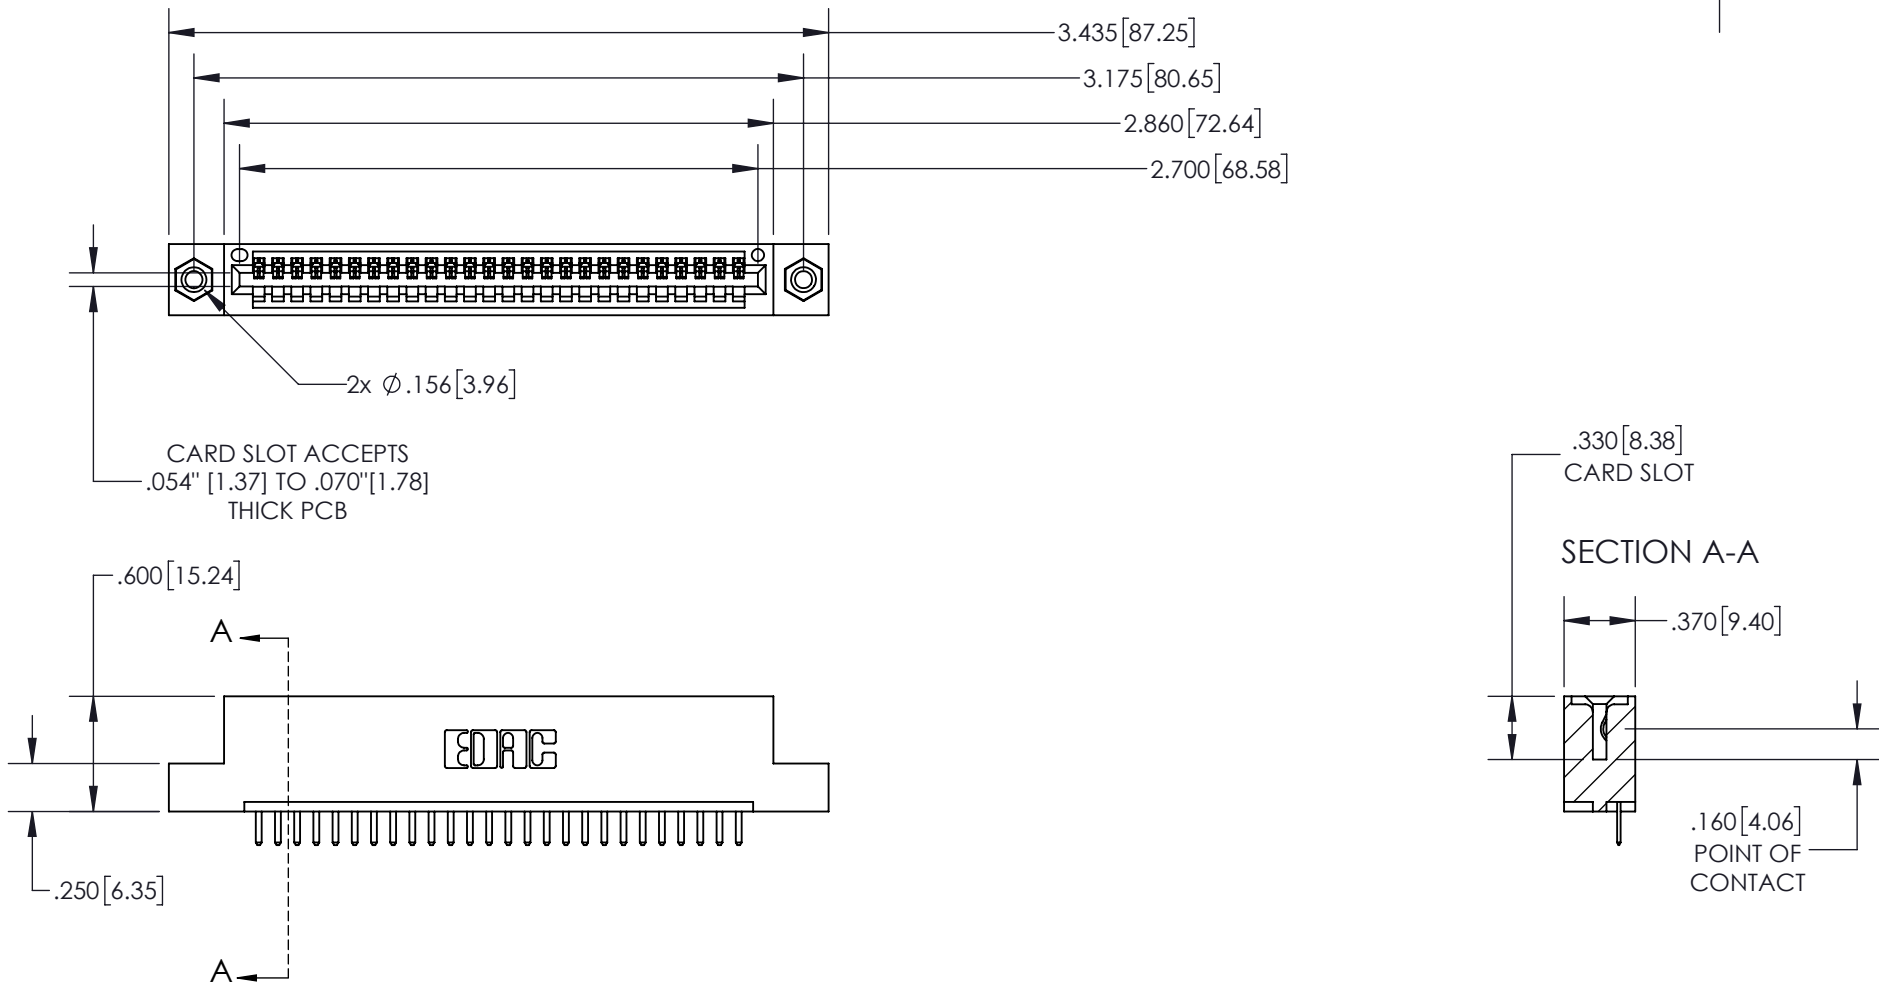 3.435[87.25]
3.175[80.65]
2.860[72.64]
2.700[68.58]
2x Ø.156[3.96]
CARD SLOT ACCEPTS
.054" [1.37] TO .070"[1.78]
THICK PCB
.330[8.38]
CARD SLOT
SECTION A-A
.600[15.24]
.370[9.40]
A
EDAC
.160[4.06]
POINT OF
CONTACT
.250[6.35]
A